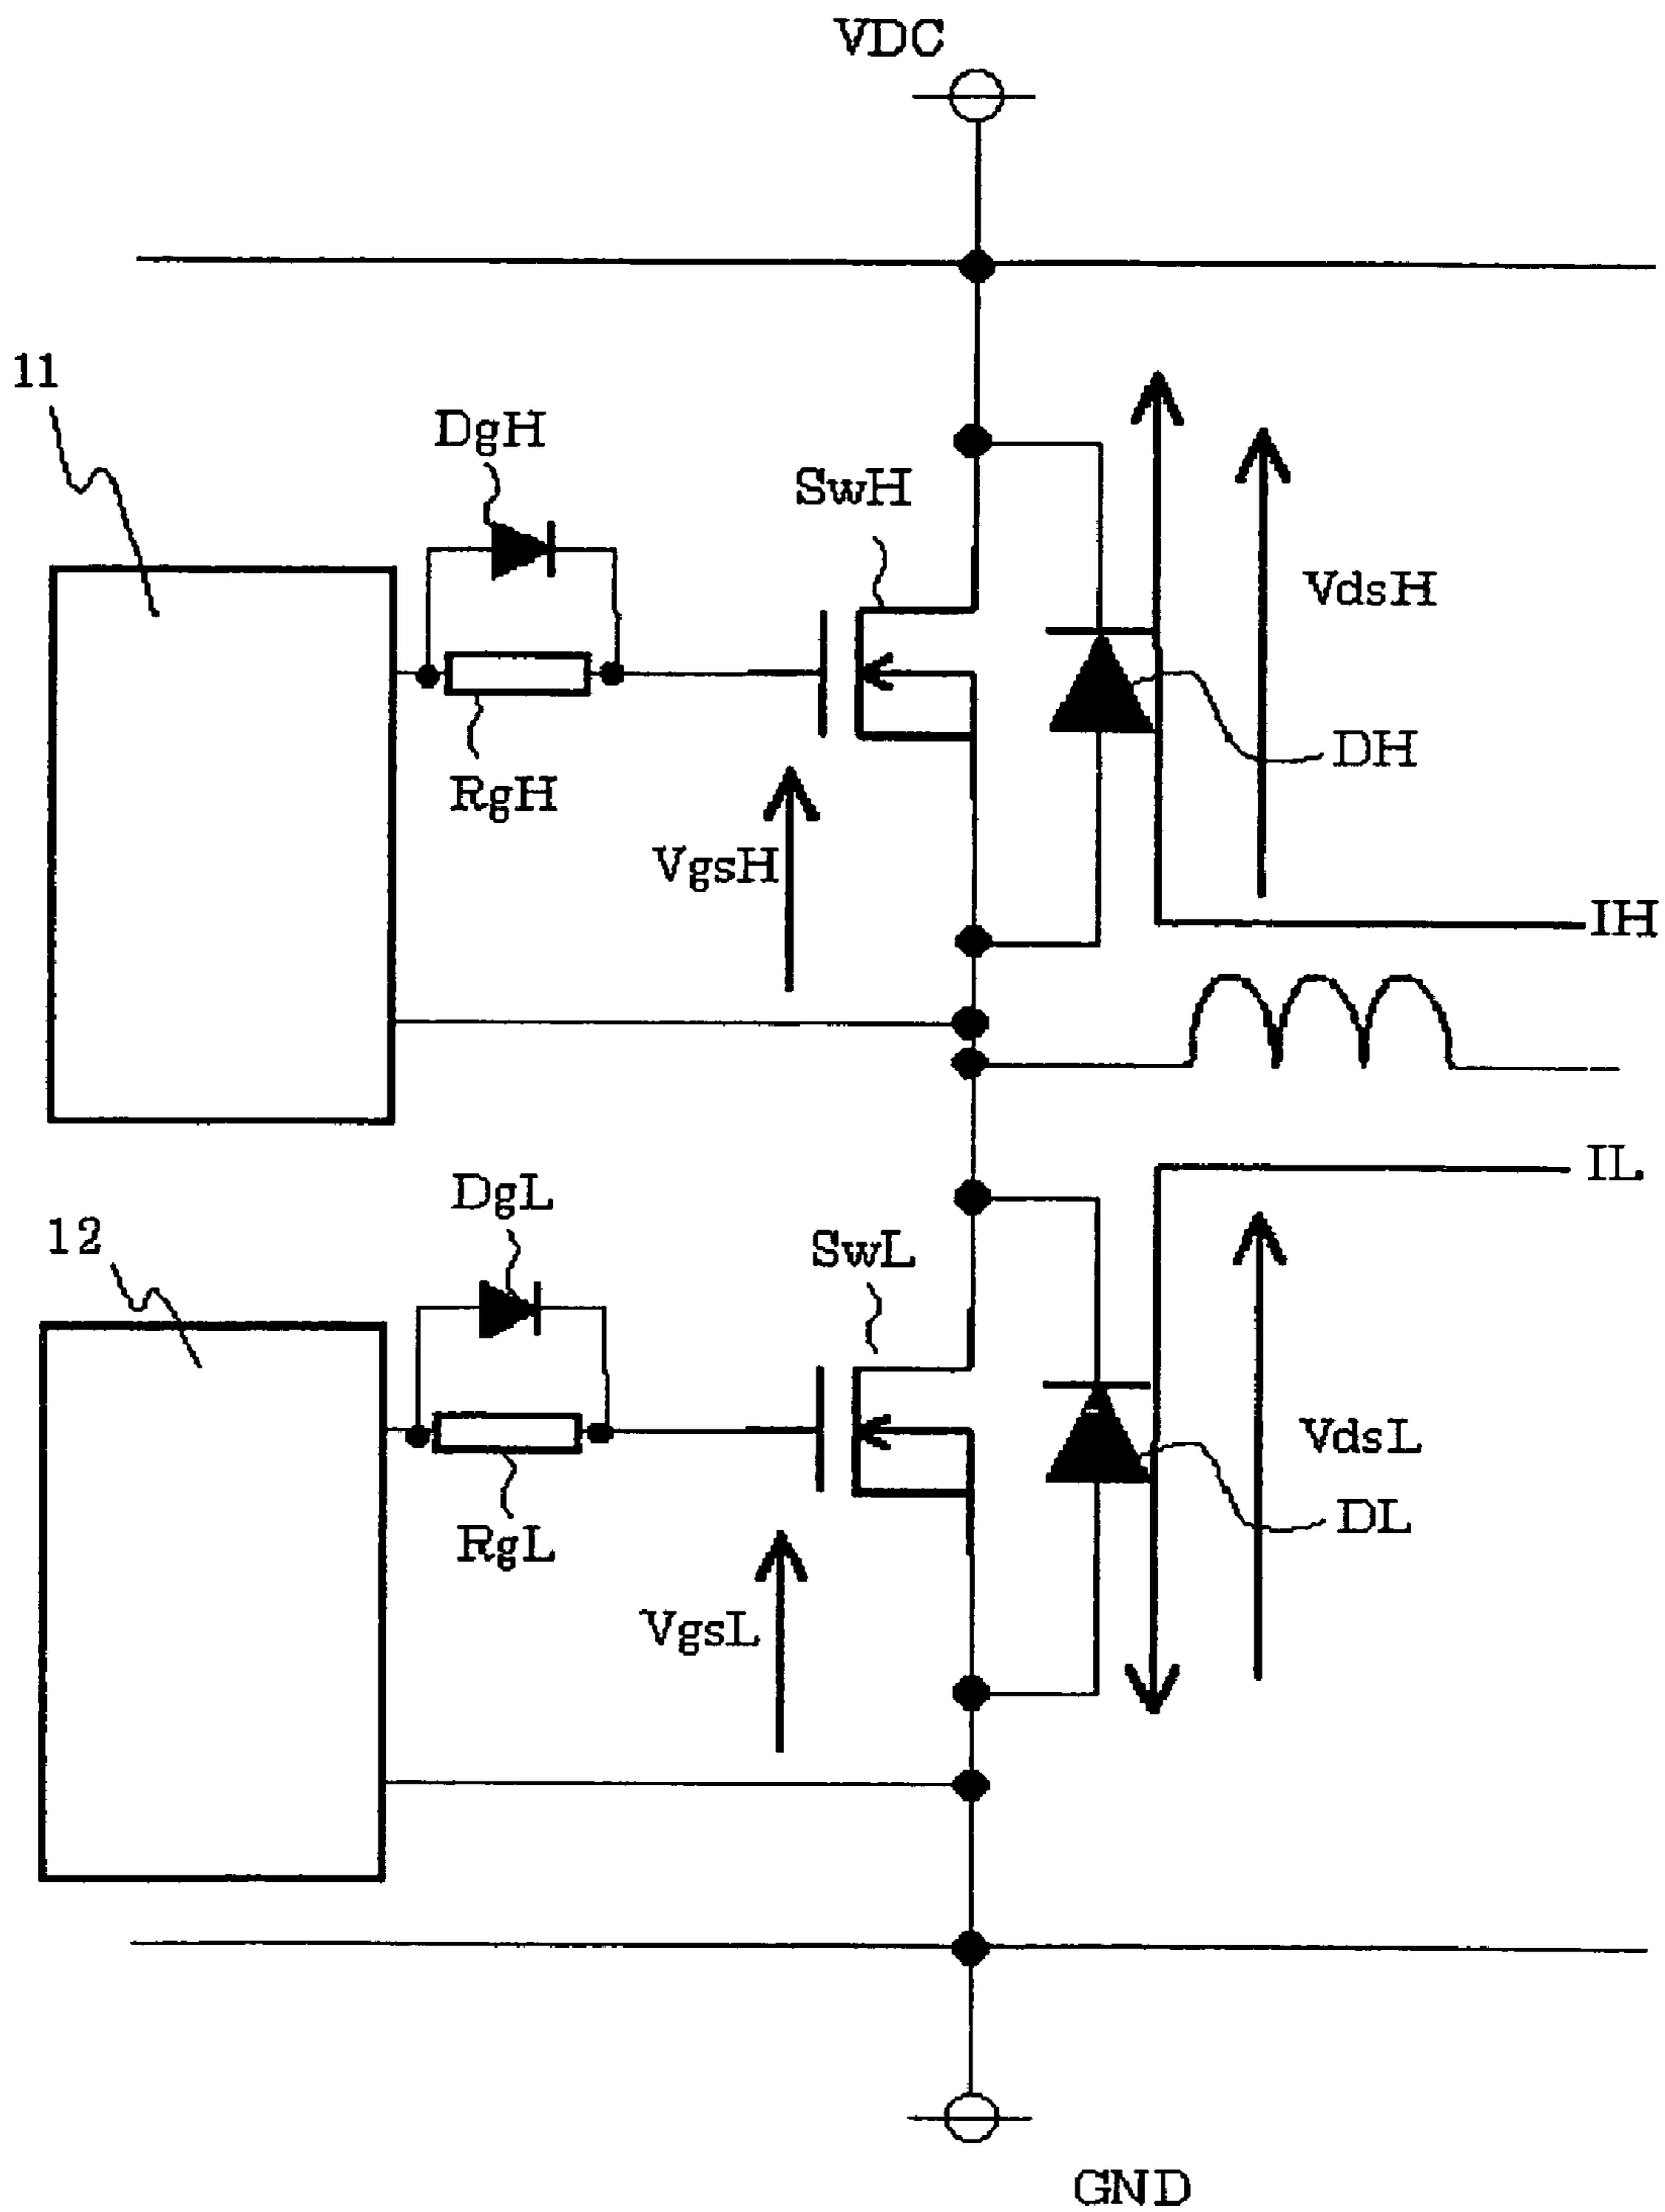 VDC
11
DgH
SwH
VdsH
DH
RgH
VgsH
IH
IL
DgL
12
SwL
VdsL
DL
RgL
VgsL
GND